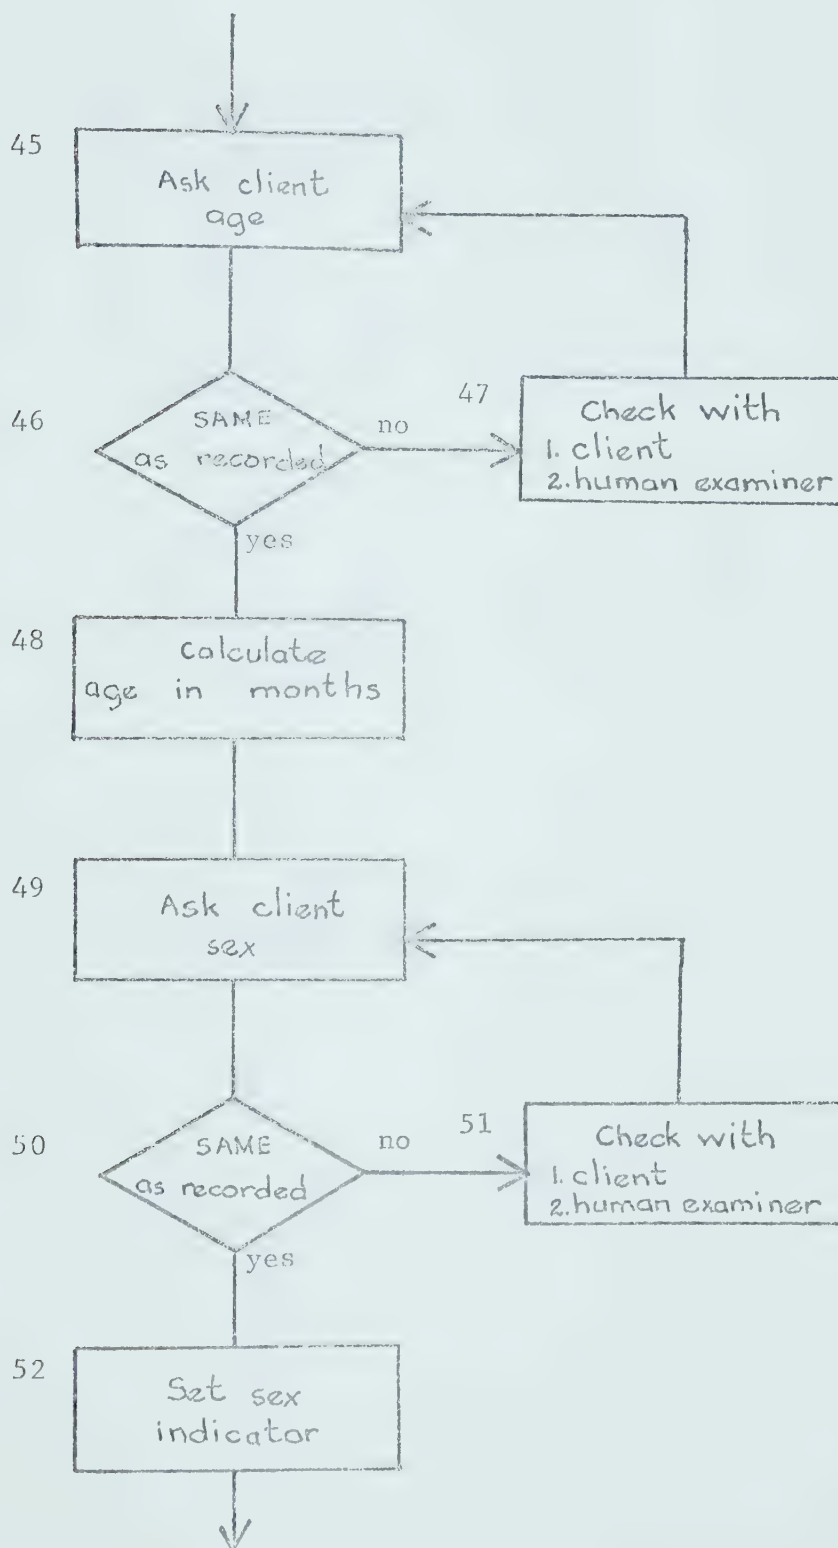 45
Ask client
age
46
SAME
as recorded
no
47
Check with
1. client
2. human examiner
yes
48
Calculate
age in months
49
Ask client
sex
50
SAME
as recorded
no
51
Check with
1. client
2. human examiner
yes
52
Set sex
indicator